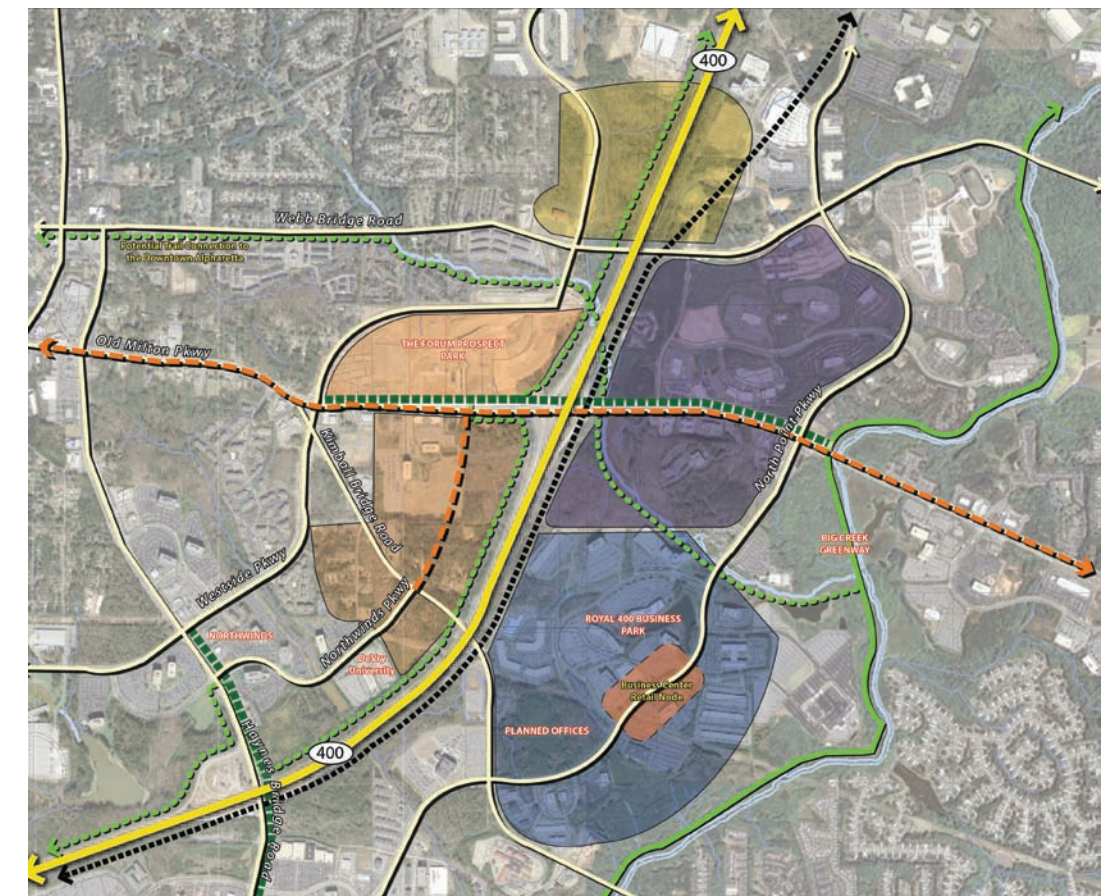 400
Webb Bridge Road
Potential Trail Connection to
the Downtown Alpharetta
Old Milton Pkwy
THE FORUM PROSPECT
PARK
Kimball Bridge Road
North Point Pkwy
BIG CREEK
GREENWAY
Westside Pkwy
Northwinds Pkwy
NORTHWINDS
DeVry
University
ROYAL 400 BUSINESS
PARK
Business Center
Retail Node
PLANNED OFFICES
400
Haynes Bridge Road